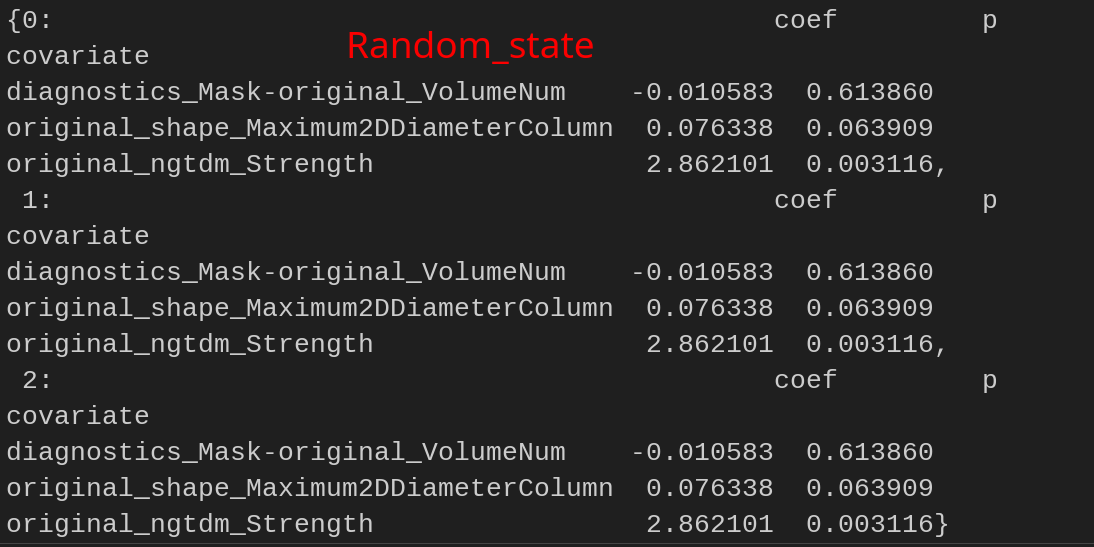 {0: coef p
Random_state
covariate
diagnostics_Mask-original_VolumeNum -0.010583 0.613860
original_shape_Maximum2DDiameterColumn 0.076338 0.063909
original_ngtdm_Strength 2.862101 0.003116,
1: coef p
covariate
diagnostics_Mask-original_VolumeNum -0.010583 0.613860
original_shape_Maximum2DDiameterColumn 0.076338 0.063909
original_ngtdm_Strength 2.862101 0.003116,
2: coef p
covariate
diagnostics_Mask-original_VolumeNum -0.010583 0.613860
original_shape_Maximum2DDiameterColumn 0.076338 0.063909
original_ngtdm_Strength 2.862101 0.003116}